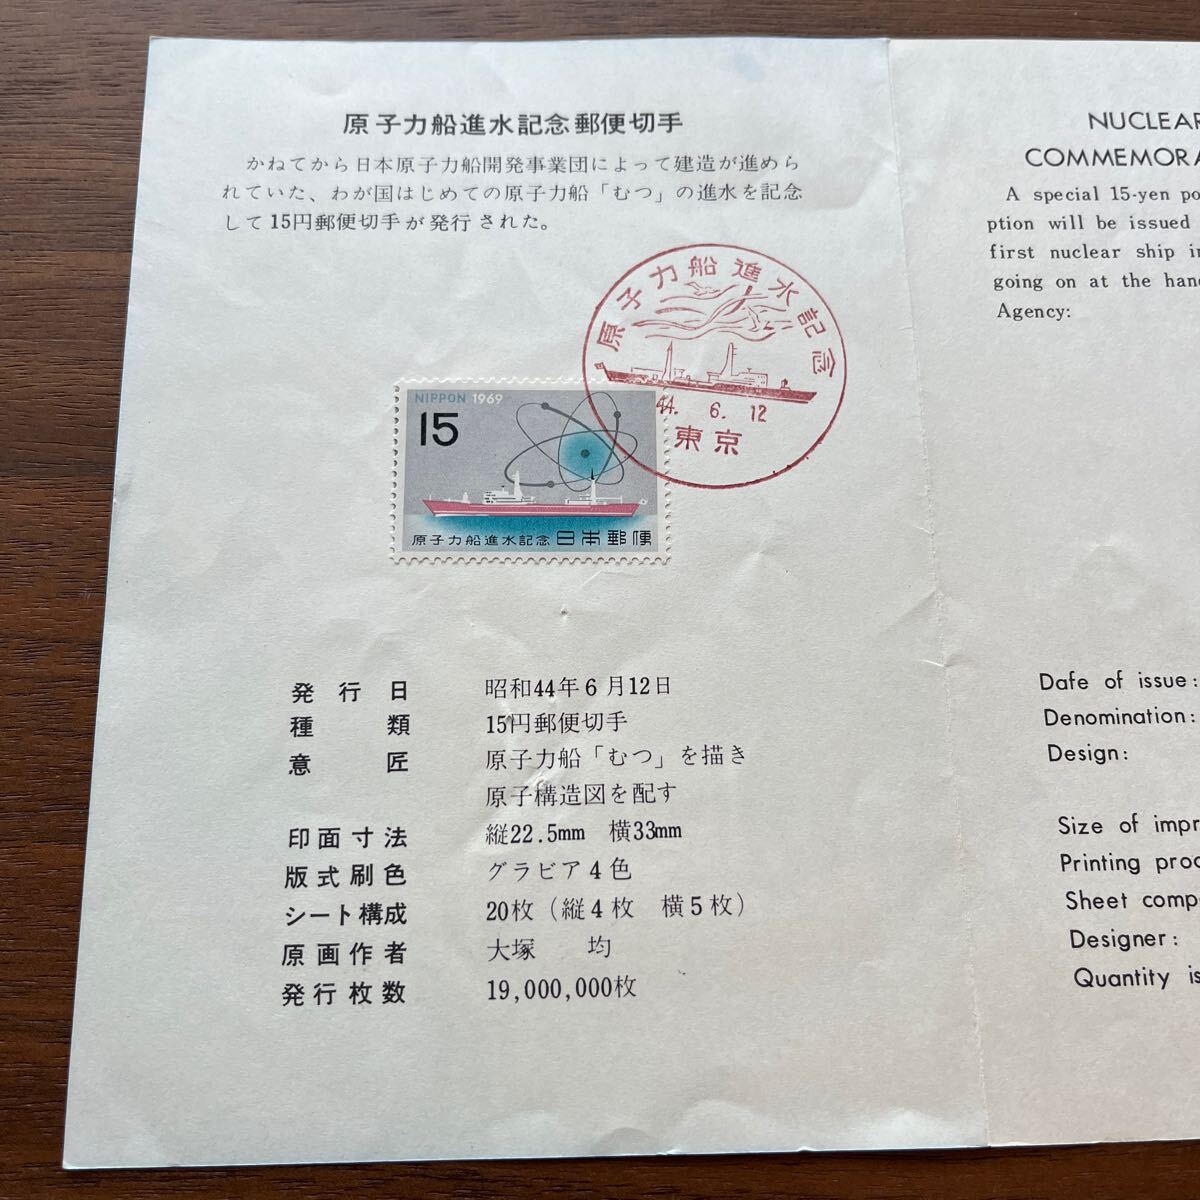 原子力船進水記念郵便切手
かねてから日本原子力船開発事業団によって建造が進めら
れていた、わが国はじめての原子力船「むつ」の進水を記念
して15円郵便切手が発行された。
原子力船進水記念
44. 6. 12
東京
NIPPON 1969
15
原子力船進水記念 日本郵便
発行日 昭和44年6月12日
種類 15円郵便切手
意匠 原子力船「むつ」を描き
原子構造図を配す
印面寸法 縦22.5mm 横33mm
版式刷色 グラビア4色
シート構成 20枚(縦4枚 横5枚)
原画作者 大塚 均
発行枚数 19,000,000枚
NUCLEAR
COMMEMORA
A special 15-yen po
ption will be issued
first nuclear ship in
going on at the hand
Agency:
Date of issue:
Denomination:
Design:
Size of impr
Printing proc
Sheet comp
Designer:
Quantity is